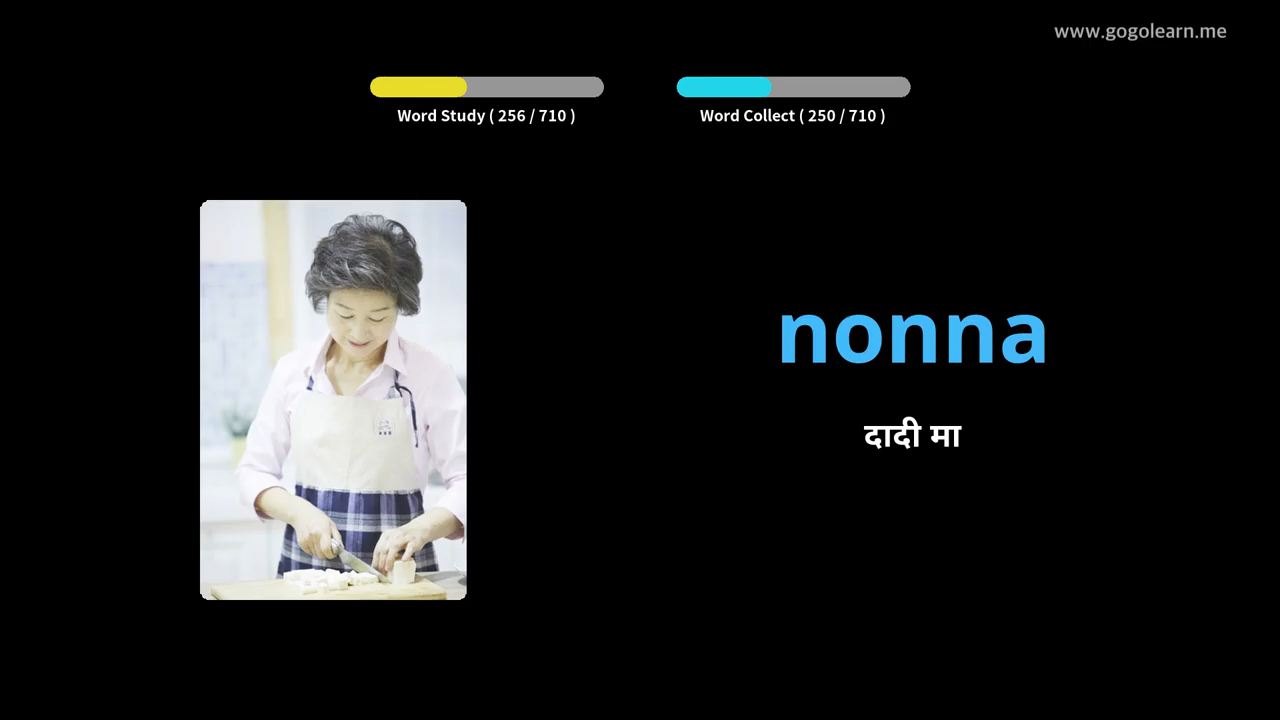 www.gogolearn.me
Word Study ( 256 / 710 )
Word Collect ( 250 / 710 )
nonna
दादी मा